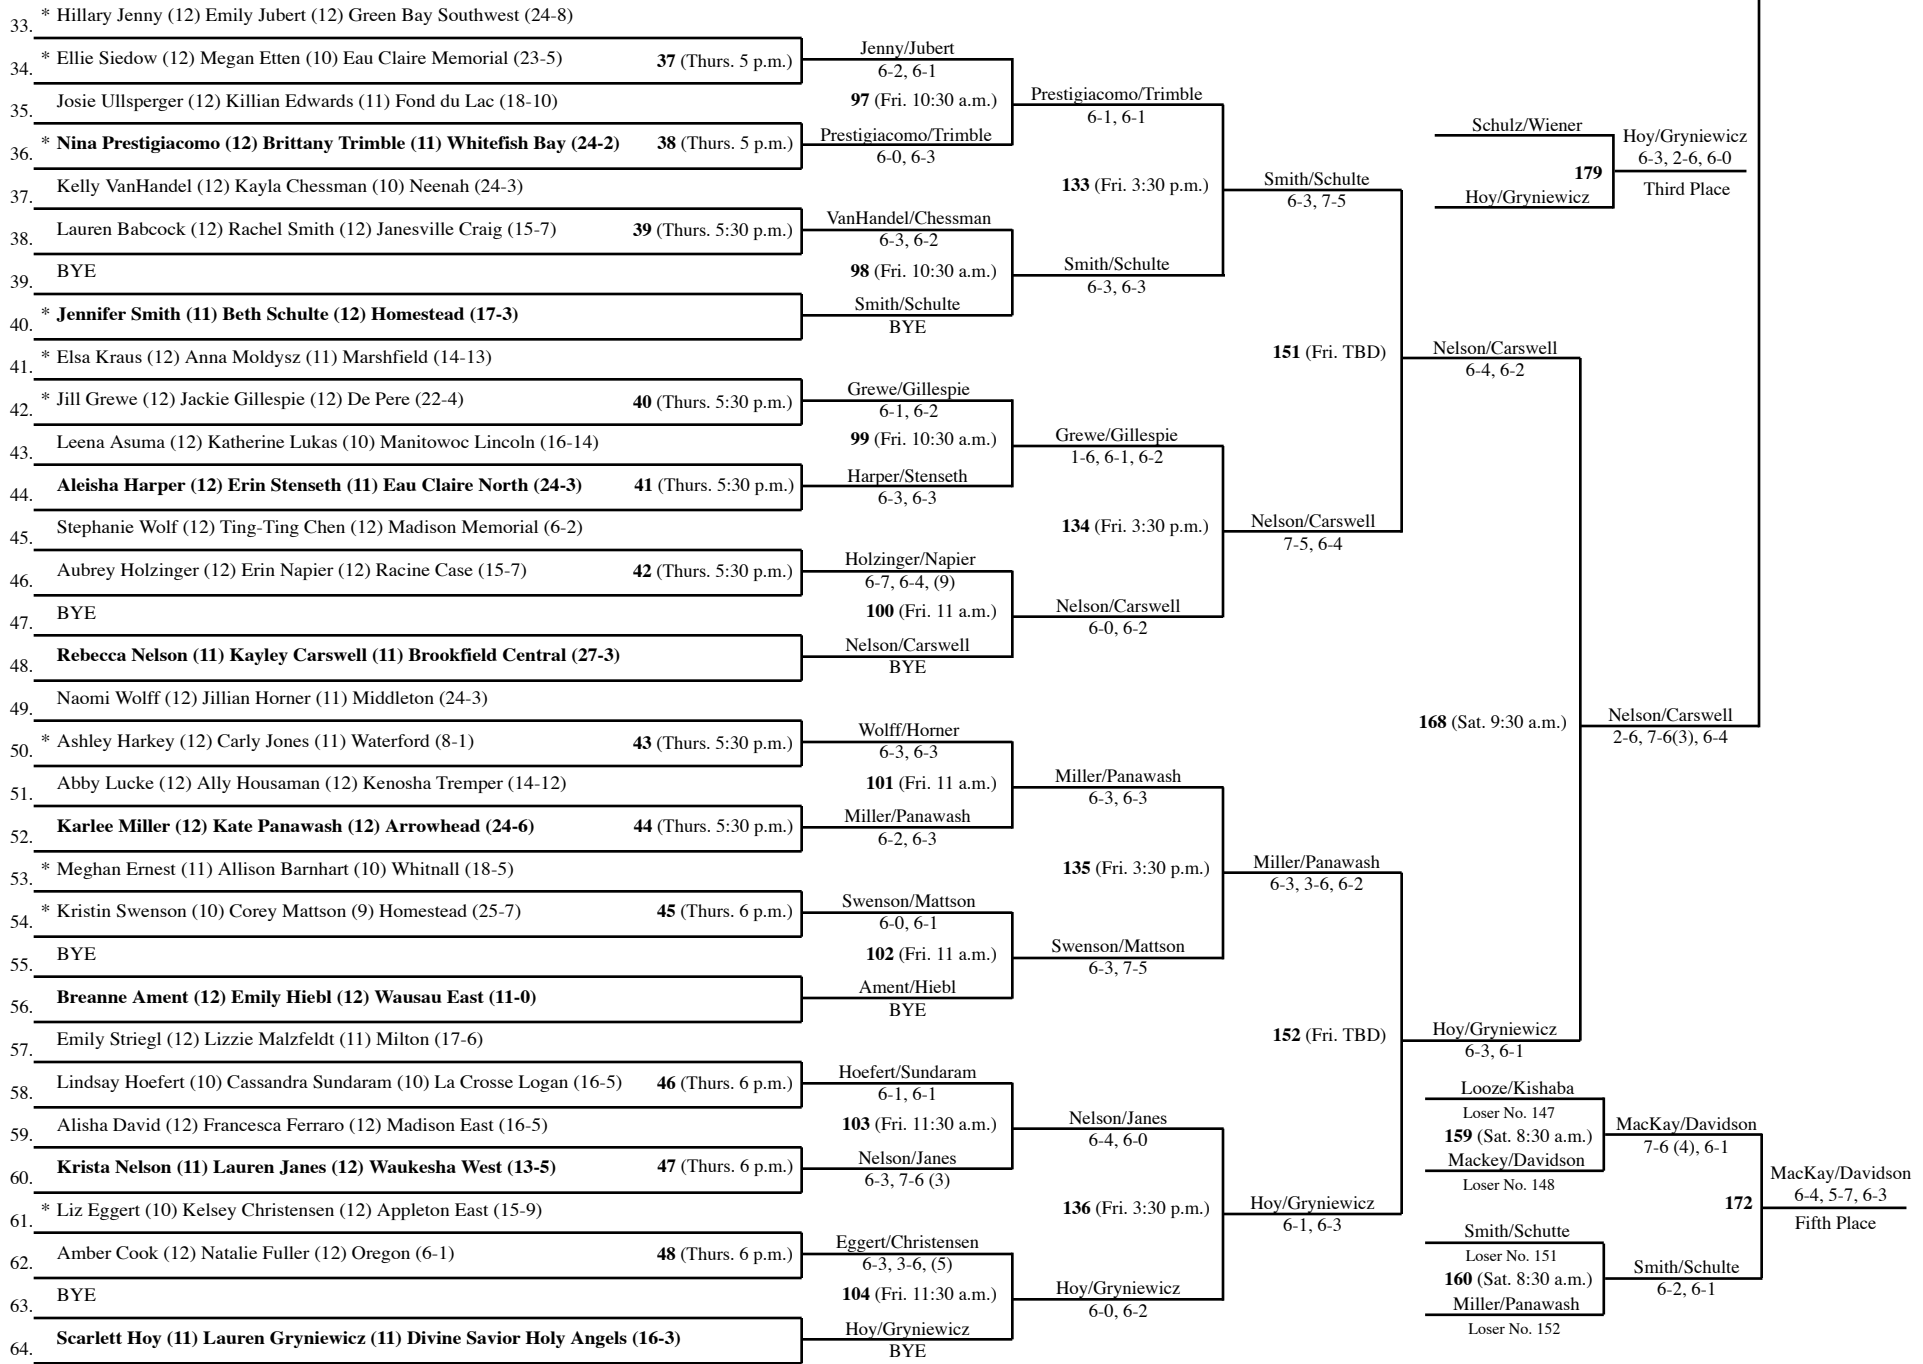 33. * Hillary Jenny (12) Emily Jubert (12) Green Bay Southwest (24-8)
34. * Ellie Siedow (12) Megan Etten (10) Eau Claire Memorial (23-5) 37 (Thurs. 5 p.m.)
35. Josie Ullsperger (12) Killian Edwards (11) Fond du Lac (18-10)
36. * Nina Prestigiacomo (12) Brittany Trimble (11) Whitefish Bay (24-2) 38 (Thurs. 5 p.m.)
37. Kelly VanHandel (12) Kayla Chessman (10) Neenah (24-3)
38. Lauren Babcock (12) Rachel Smith (12) Janesville Craig (15-7) 39 (Thurs. 5:30 p.m.)
39. BYE
40. * Jennifer Smith (11) Beth Schulte (12) Homestead (17-3)
41. * Elsa Kraus (12) Anna Moldysz (11) Marshfield (14-13)
42. * Jill Grewe (12) Jackie Gillespie (12) De Pere (22-4) 40 (Thurs. 5:30 p.m.)
43. Leena Asuma (12) Katherine Lukas (10) Manitowoc Lincoln (16-14)
44. Aleisha Harper (12) Erin Stenseth (11) Eau Claire North (24-3) 41 (Thurs. 5:30 p.m.)
45. Stephanie Wolf (12) Ting-Ting Chen (12) Madison Memorial (6-2)
46. Aubrey Holzinger (12) Erin Napier (12) Racine Case (15-7) 42 (Thurs. 5:30 p.m.)
47. BYE
48. Rebecca Nelson (11) Kayley Carswell (11) Brookfield Central (27-3)
49. Naomi Wolff (12) Jillian Horner (11) Middleton (24-3)
50. * Ashley Harkey (12) Carly Jones (11) Waterford (8-1) 43 (Thurs. 5:30 p.m.)
51. Abby Lucke (12) Ally Housaman (12) Kenosha Tremper (14-12)
52. Karlee Miller (12) Kate Panawash (12) Arrowhead (24-6) 44 (Thurs. 5:30 p.m.)
53. * Meghan Ernest (11) Allison Barnhart (10) Whitnall (18-5)
54. * Kristin Swenson (10) Corey Mattson (9) Homestead (25-7) 45 (Thurs. 6 p.m.)
55. BYE
56. Breanne Ament (12) Emily Hiebl (12) Wausau East (11-0)
57. Emily Striegl (12) Lizzie Malzfeldt (11) Milton (17-6)
58. Lindsay Hoefert (10) Cassandra Sundaram (10) La Crosse Logan (16-5) 46 (Thurs. 6 p.m.)
59. Alisha David (12) Francesca Ferraro (12) Madison East (16-5)
60. Krista Nelson (11) Lauren Janes (12) Waukesha West (13-5) 47 (Thurs. 6 p.m.)
61. * Liz Eggert (10) Kelsey Christensen (12) Appleton East (15-9)
62. Amber Cook (12) Natalie Fuller (12) Oregon (6-1) 48 (Thurs. 6 p.m.)
63. BYE
64. Scarlett Hoy (11) Lauren Gryniewicz (11) Divine Savior Holy Angels (16-3)
Jenny/Jubert
6-2, 6-1
97 (Fri. 10:30 a.m.)
Prestigiacomo/Trimble
6-0, 6-3
VanHandel/Chessman
6-3, 6-2
98 (Fri. 10:30 a.m.)
Smith/Schulte
BYE
Grewe/Gillespie
6-1, 6-2
99 (Fri. 10:30 a.m.)
Harper/Stenseth
6-3, 6-3
Holzinger/Napier
6-7, 6-4, (9)
100 (Fri. 11 a.m.)
Nelson/Carswell
BYE
Wolff/Horner
6-3, 6-3
101 (Fri. 11 a.m.)
Miller/Panawash
6-2, 6-3
Swenson/Mattson
6-0, 6-1
102 (Fri. 11 a.m.)
Ament/Hiebl
BYE
Hoefert/Sundaram
6-1, 6-1
103 (Fri. 11:30 a.m.)
Nelson/Janes
6-3, 7-6 (3)
Eggert/Christensen
6-3, 3-6, (5)
104 (Fri. 11:30 a.m.)
Hoy/Gryniewicz
BYE
Prestigiacomo/Trimble
6-1, 6-1
133 (Fri. 3:30 p.m.)
Smith/Schulte
6-3, 6-3
Grewe/Gillespie
1-6, 6-1, 6-2
134 (Fri. 3:30 p.m.)
Nelson/Carswell
6-0, 6-2
Miller/Panawash
6-3, 6-3
135 (Fri. 3:30 p.m.)
Swenson/Mattson
6-3, 7-5
Nelson/Janes
6-4, 6-0
136 (Fri. 3:30 p.m.)
Hoy/Gryniewicz
6-0, 6-2
Smith/Schulte
6-3, 7-5
151 (Fri. TBD)
Nelson/Carswell
7-5, 6-4
Miller/Panawash
6-3, 3-6, 6-2
152 (Fri. TBD)
Hoy/Gryniewicz
6-1, 6-3
Nelson/Carswell
6-4, 6-2
168 (Sat. 9:30 a.m.)
Hoy/Gryniewicz
6-3, 6-1
Nelson/Carswell
2-6, 7-6(3), 6-4
Schulz/Wiener
179
Hoy/Gryniewicz
Hoy/Gryniewicz
6-3, 2-6, 6-0
Third Place
Looze/Kishaba
Loser No. 147
159 (Sat. 8:30 a.m.)
Mackey/Davidson
Loser No. 148
MacKay/Davidson
7-6 (4), 6-1
Smith/Schutte
Loser No. 151
160 (Sat. 8:30 a.m.)
Miller/Panawash
Loser No. 152
Smith/Schulte
6-2, 6-1
172
MacKay/Davidson
6-4, 5-7, 6-3
Fifth Place